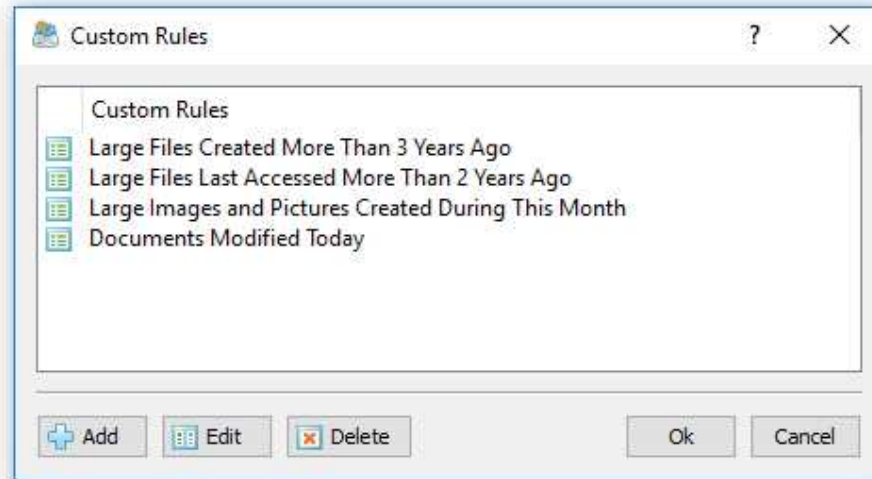 Custom Rules ?
Custom Rules
Large Files Created More Than 3 Years Ago
Large Files Last Accessed More Than 2 Years Ago
Large Images and Pictures Created During This Month
Documents Modified Today
Add Edit Delete Ok Cancel